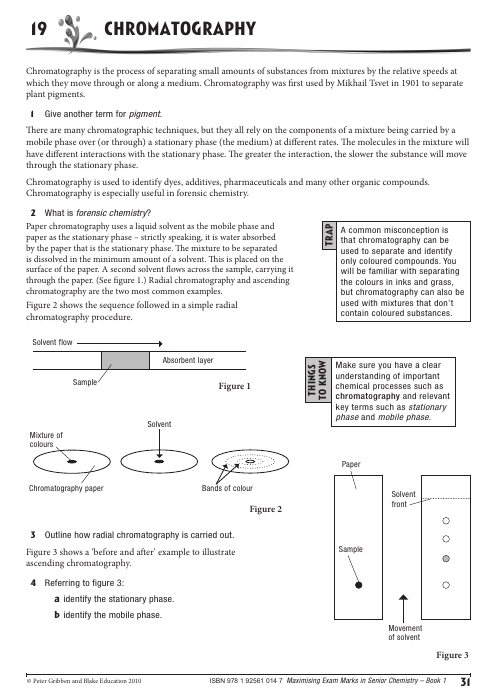 19 CHROMATOGRAPHY
Chromatography is the process of separating small amounts of substances from mixtures by the relative speeds at
which they move through or along a medium. Chromatography was first used by Mikhail Tsvet in 1901 to separate
plant pigments.
1 Give another term for pigment.
There are many chromatographic techniques, but they all rely on the components of a mixture being carried by a
mobile phase over (or through) a stationary phase (the medium) at different rates. The molecules in the mixture will
have different interactions with the stationary phase. The greater the interaction, the slower the substance will move
through the stationary phase.
Chromatography is used to identify dyes, additives, pharmaceuticals and many other organic compounds.
Chromatography is especially useful in forensic chemistry.
2 What is forensic chemistry?
Paper chromatography uses a liquid solvent as the mobile phase and
paper as the stationary phase – strictly speaking, it is water absorbed
by the paper that is the stationary phase. The mixture to be separated
is dissolved in the minimum amount of a solvent. This is placed on the
surface of the paper. A second solvent flows across the sample, carrying it
through the paper. (See figure 1.) Radial chromatography and ascending
chromatography are the two most common examples.
Figure 2 shows the sequence followed in a simple radial
chromatography procedure.
TRAP
A common misconception is
that chromatography can be
used to separate and identify
only coloured compounds. You
will be familiar with separating
the colours in inks and grass,
but chromatography can also be
used with mixtures that don't
contain coloured substances.
Solvent flow
Absorbent layer
Sample
Figure 1
THINGS
TO KNOW
Make sure you have a clear
understanding of important
chemical processes such as
chromatography and relevant
key terms such as stationary
phase and mobile phase.
Solvent
Mixture of
colours
Chromatography paper
Bands of colour
Figure 2
3 Outline how radial chromatography is carried out.
Figure 3 shows a 'before and after' example to illustrate
ascending chromatography.
4 Referring to figure 3:
a identify the stationary phase.
b identify the mobile phase.
Paper
Solvent
front
Sample
Movement
of solvent
Figure 3
© Peter Gribben and Blake Education 2010
ISBN 978 1 92561 014 7 Maximising Exam Marks in Senior Chemistry – Book 1 31